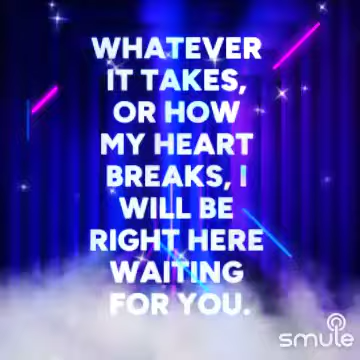 WHATEVER
IT TAKES,
OR HOW
MY HEART
BREAKS, I
WILL BE
RIGHT HERE
WAITING
FOR YOU.
smule